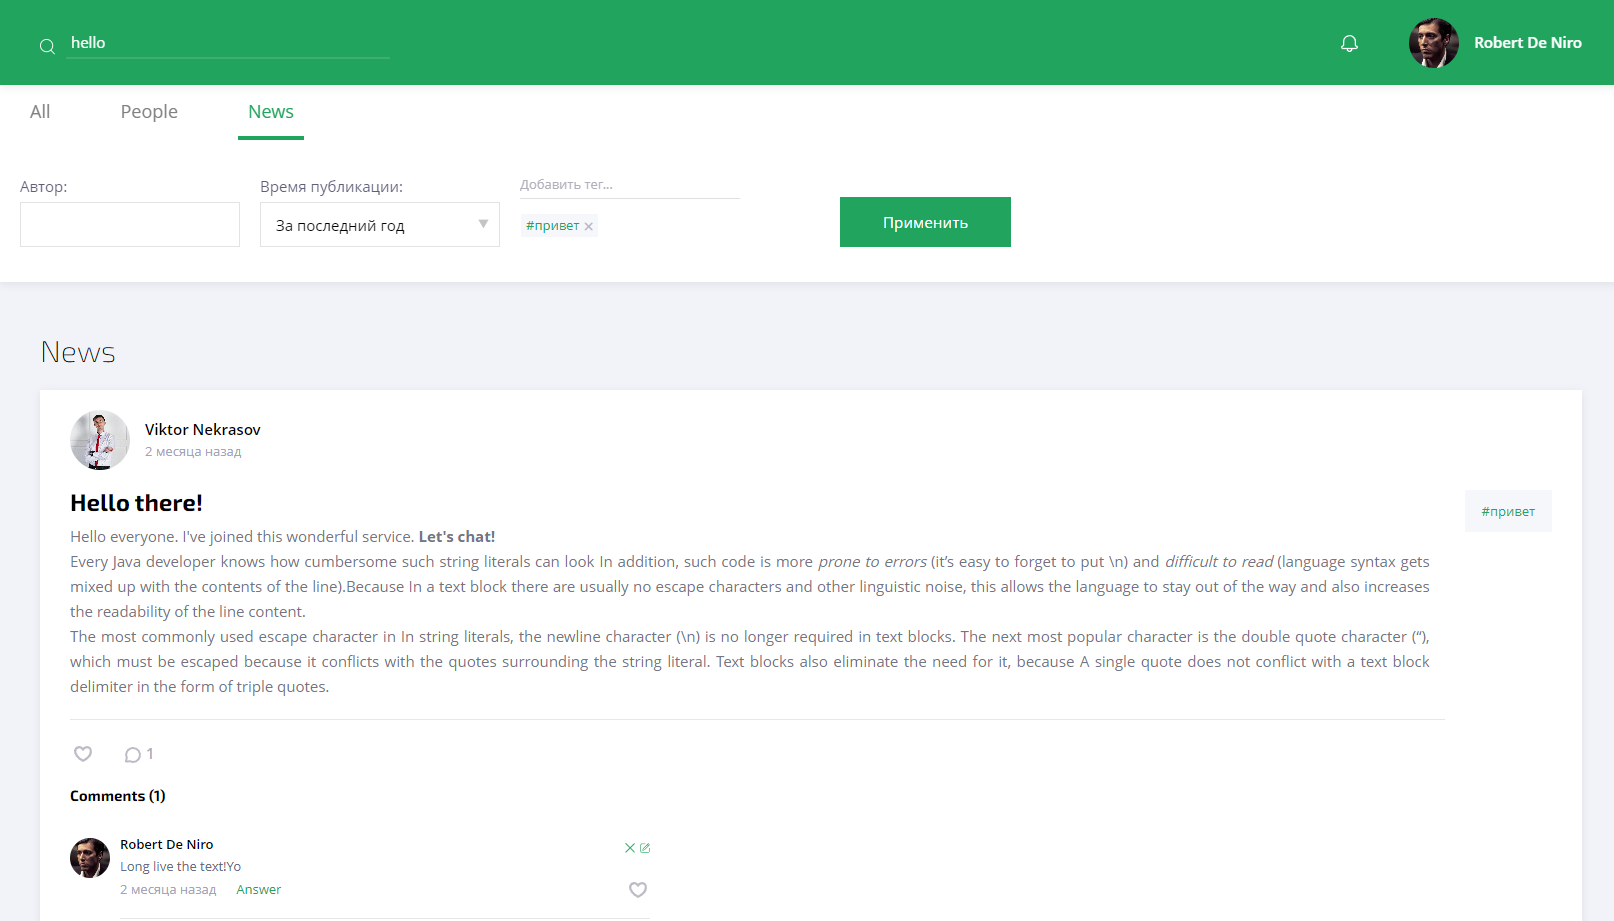 hello
Robert De Niro
All
People
News
Автор:
Время публикации:
Добавить тег...
За последний год
#привет
Применить
News
Viktor Nekrasov
2 месяца назад
Hello there!
#привет
Hello everyone. I've joined this wonderful service. Let's chat!
Every Java developer knows how cumbersome such string literals can look In addition, such code is more prone to errors (it’s easy to forget to put \n) and difficult to read (language syntax gets
mixed up with the contents of the line).Because In a text block there are usually no escape characters and other linguistic noise, this allows the language to stay out of the way and also increases
the readability of the line content.
The most commonly used escape character in In string literals, the newline character (\n) is no longer required in text blocks. The next most popular character is the double quote character (“),
which must be escaped because it conflicts with the quotes surrounding the string literal. Text blocks also eliminate the need for it, because A single quote does not conflict with a text block
delimiter in the form of triple quotes.
1
Comments (1)
Robert De Niro
Long live the text!Yo
2 месяца назад
Answer